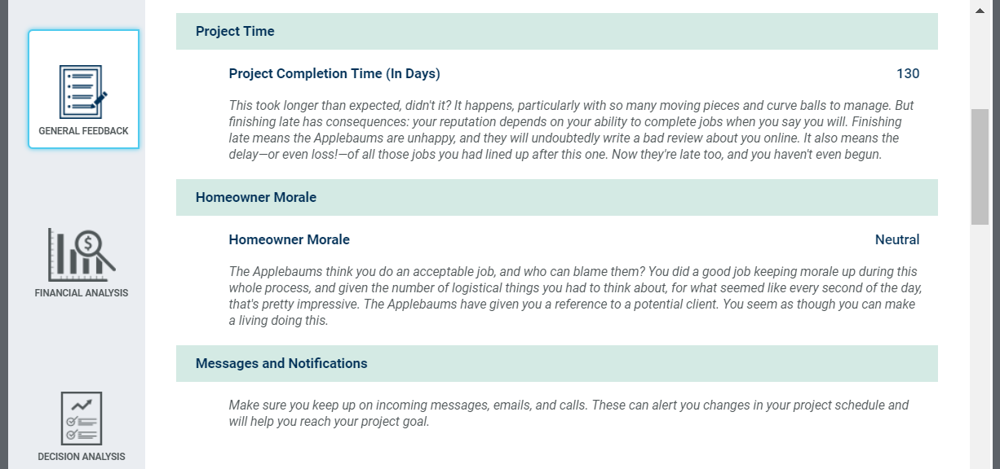 Project Time
Project Completion Time (In Days) 130
This took longer than expected, didn't it? It happens, particularly with so many moving pieces and curve balls to manage. But
finishing late has consequences: your reputation depends on your ability to complete jobs when you say you will. Finishing
late means the Applebaums are unhappy, and they will undoubtedly write a bad review about you online. It also means the
delay—or even loss!—of all those jobs you had lined up after this one. Now they're late too, and you haven't even begun.
GENERAL FEEDBACK
Homeowner Morale
Homeowner Morale Neutral
The Applebaums think you do an acceptable job, and who can blame them? You did a good job keeping morale up during this
whole process, and given the number of logistical things you had to think about, for what seemed like every second of the day,
that's pretty impressive. The Applebaums have given you a reference to a potential client. You seem as though you can make
a living doing this.
FINANCIAL ANALYSIS
Messages and Notifications
Make sure you keep up on incoming messages, emails, and calls. These can alert you changes in your project schedule and
will help you reach your project goal.
DECISION ANALYSIS